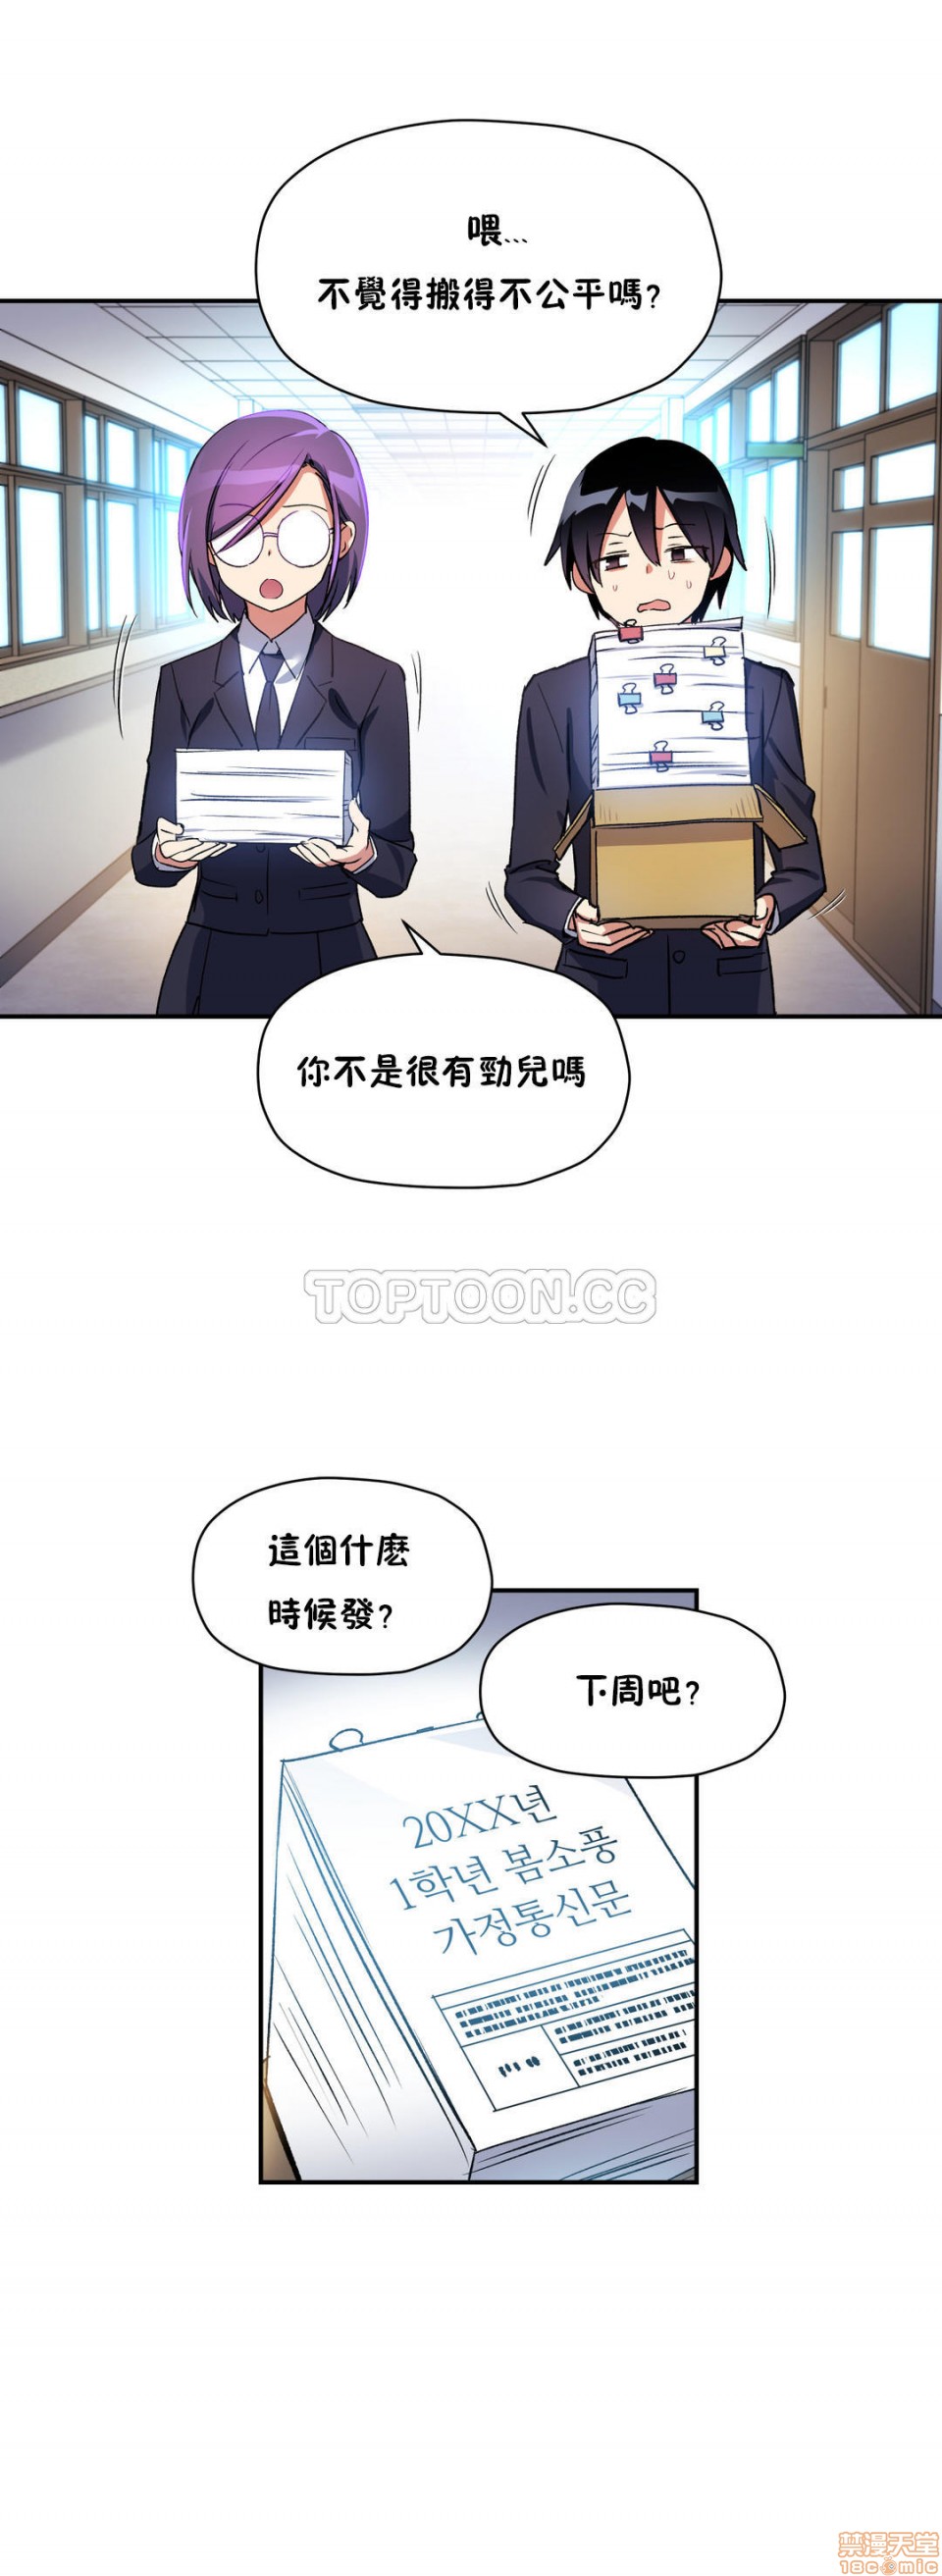 喂...
不覺得搬得不公平嗎?
你不是很有勁兒嗎
TOPTOON.CC
這個什麽
時候發?
下周吧?
20XX년
1학년 봄소풍
가정통신문
禁漫天堂
18comic